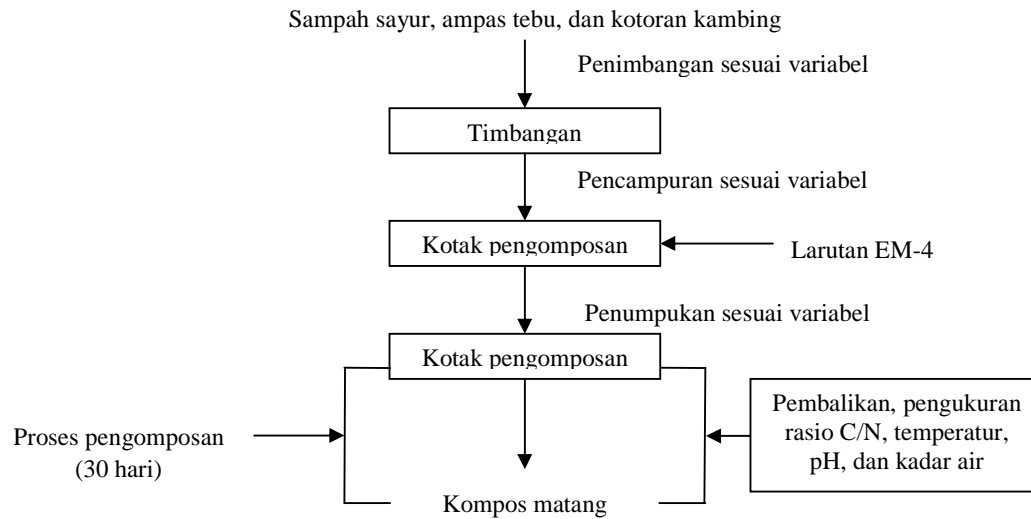 Sampah sayur, ampas tebu, dan kotoran kambing
Penimbangan sesuai variabel
Timbangan
Pencampuran sesuai variabel
Kotak pengomposan
Larutan EM-4
Penumpukan sesuai variabel
Kotak pengomposan
Proses pengomposan
(30 hari)
Pembalikan, pengukuran
rasio C/N, temperatur,
pH, dan kadar air
Kompos matang